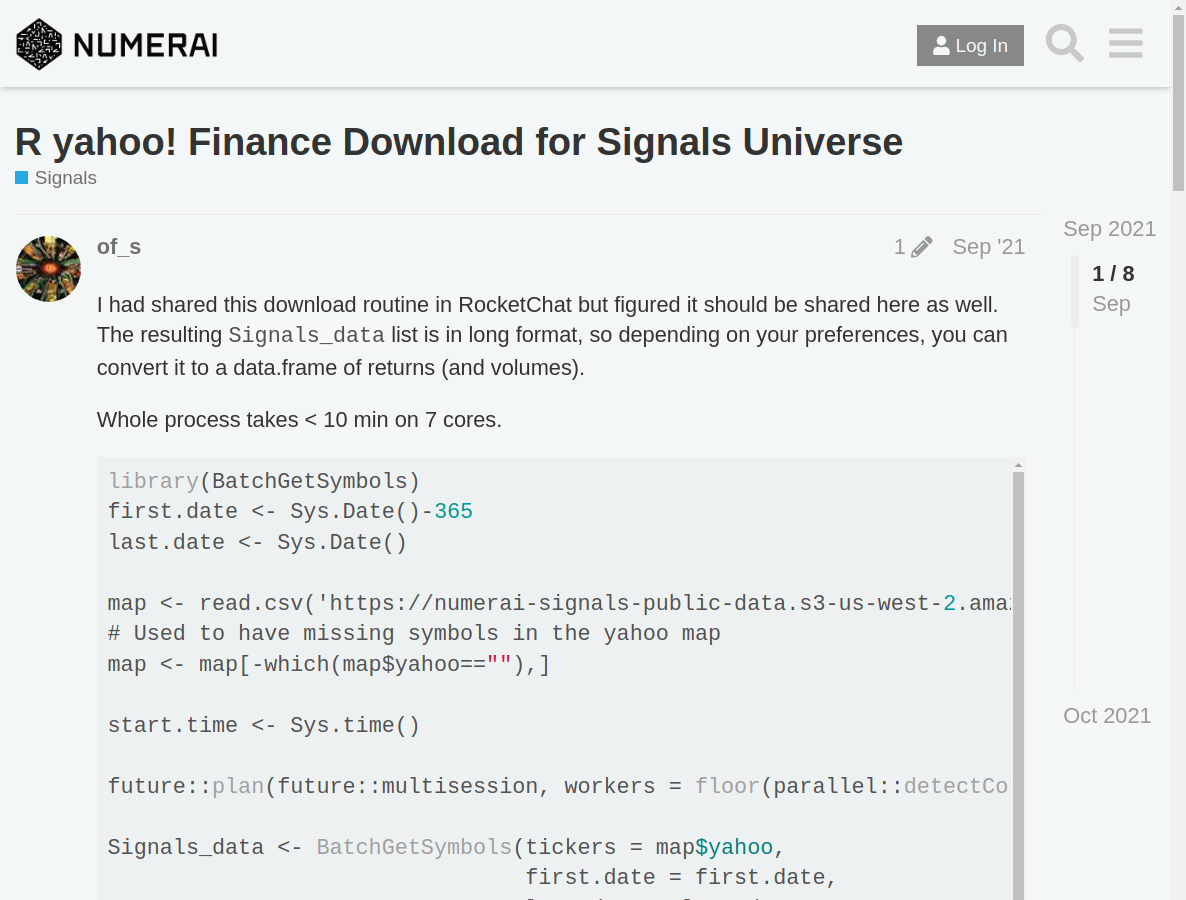 NUMERAI
Log In
R yahoo! Finance Download for Signals Universe
Signals
of_s
1
Sep '21
I had shared this download routine in RocketChat but figured it should be shared here as well.
The resulting Signals_data list is in long format, so depending on your preferences, you can
convert it to a data.frame of returns (and volumes).
Whole process takes < 10 min on 7 cores.
library(BatchGetSymbols)
first.date <- Sys.Date()-365
last.date <- Sys.Date()
map <- read.csv('https://numerai-signals-public-data.s3-us-west-2.ama
# Used to have missing symbols in the yahoo map
map <- map[-which(map$yahoo==""),]
start.time <- Sys.time()
future::plan(future::multisession, workers = floor(parallel::detectCo
Signals_data <- BatchGetSymbols(tickers = map$yahoo,
first.date = first.date,
Sep 2021
1 / 8
Sep
Oct 2021